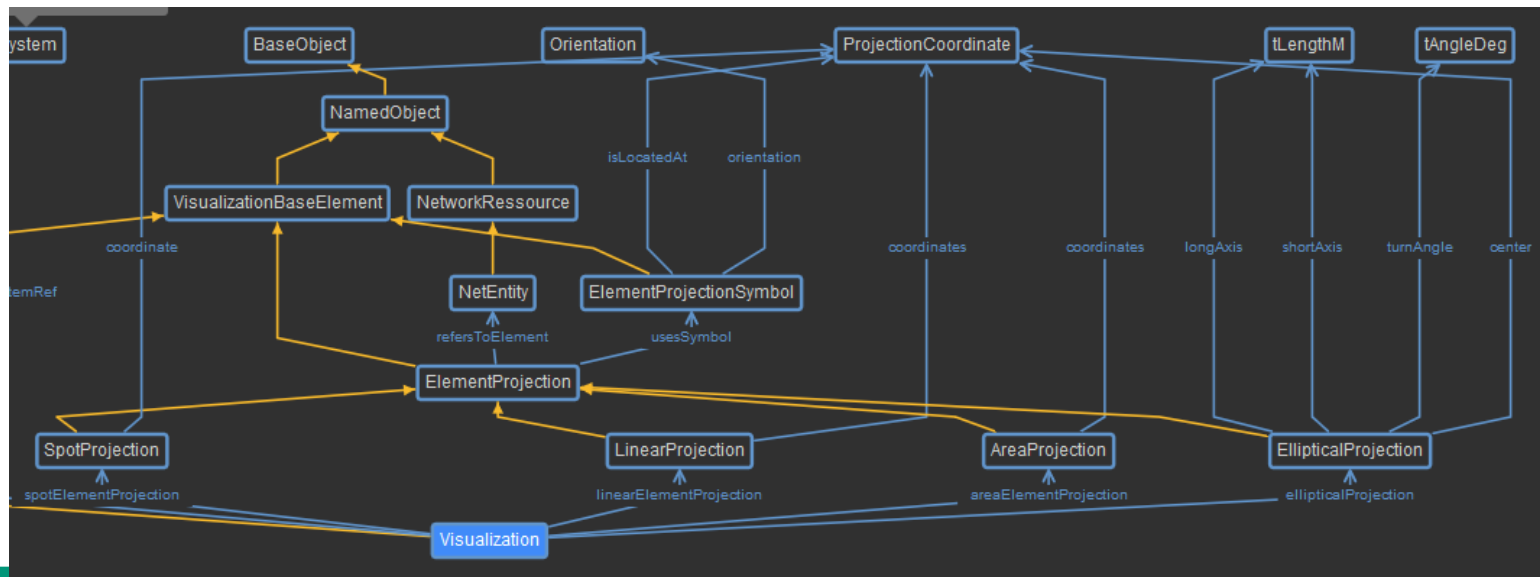 ystem
BaseObject
Orientation
ProjectionCoordinate
tLengthM
tAngleDeg
NamedObject
isLocatedAt
orientation
VisualizationBaseElement
NetworkRessource
coordinate
coordinates
coordinates
longAxis
shortAxis
turnAngle
center
temRef
NetEntity
ElementProjectionSymbol
refersToElement
usesSymbol
ElementProjection
SpotProjection
LinearProjection
AreaProjection
EllipticalProjection
spotElementProjection
linearElementProjection
areaElementProjection
ellipticalProjection
Visualization